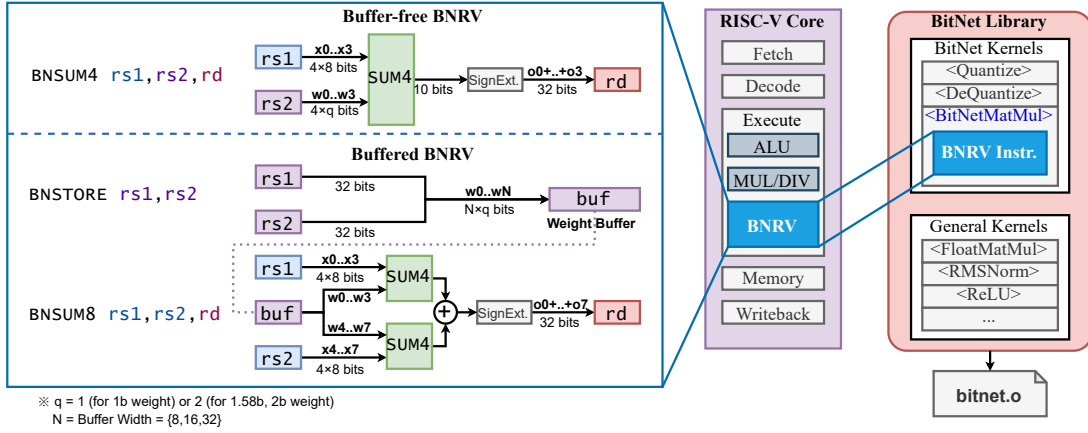 Buffer-free BNRV
BNSUM4 rs1,rs2,rd
rs1
x0..x3
4×8 bits
rs2
w0..w3
4×q bits
SUM4
10 bits
SignExt.
o0+..+o3
32 bits
rd
Buffered BNRV
BNSTORE rs1,rs2
rs1
32 bits
rs2
32 bits
w0..wN
N×q bits
buf
Weight Buffer
BNSUM8 rs1,rs2,rd
rs1
x0..x3
4×8 bits
buf
w0..w3
w4..w7
rs2
x4..x7
4×8 bits
SUM4
SUM4
+
SignExt.
o0+..+o7
32 bits
rd
※ q = 1 (for 1b weight) or 2 (for 1.58b, 2b weight)
N = Buffer Width = {8,16,32}
RISC-V Core
Fetch
Decode
Execute
ALU
MUL/DIV
BNRV
Memory
Writeback
BitNet Library
BitNet Kernels
<Quantize>
<DeQuantize>
<BitNetMatMul>
BNRV Instr.
General Kernels
<FloatMatMul>
<RMSNorm>
<ReLU>
...
bitnet.o